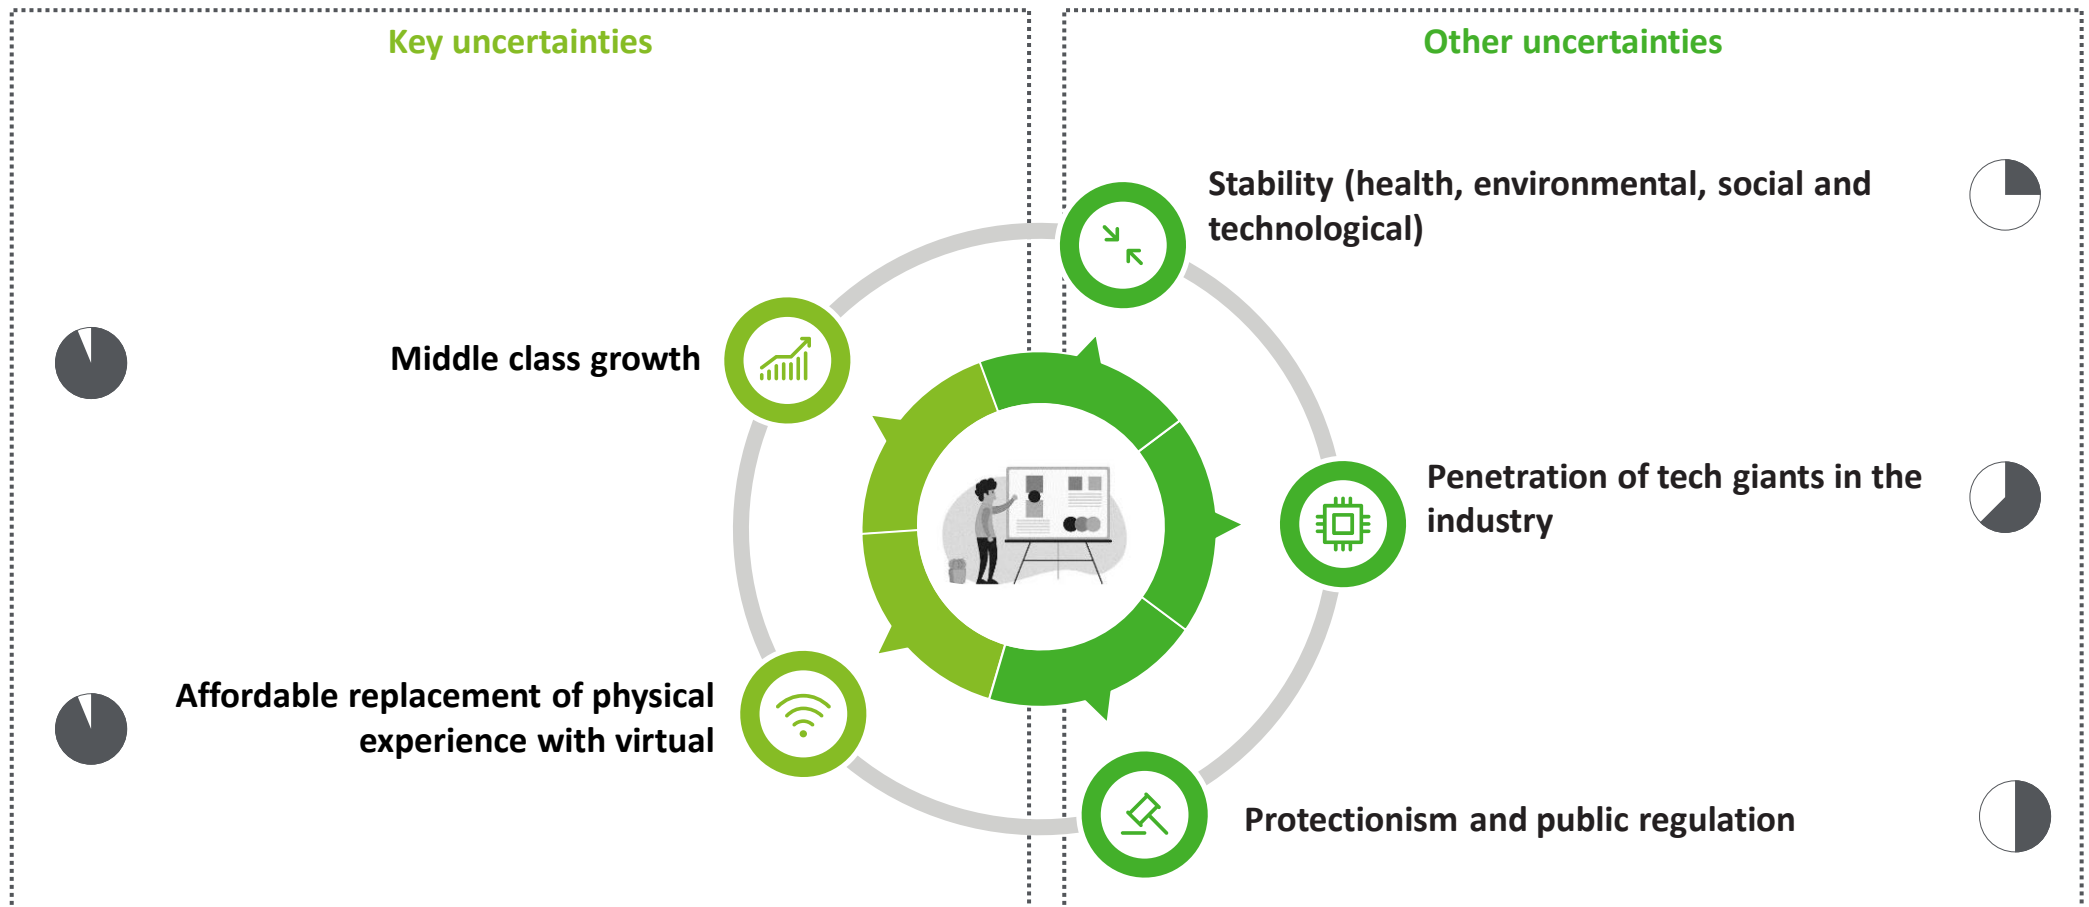 Key uncertainties
Middle class growth
Affordable replacement of physical
experience with virtual
Other uncertainties
Stability (health, environmental, social and
technological)
Penetration of tech giants in the
industry
Protectionism and public regulation